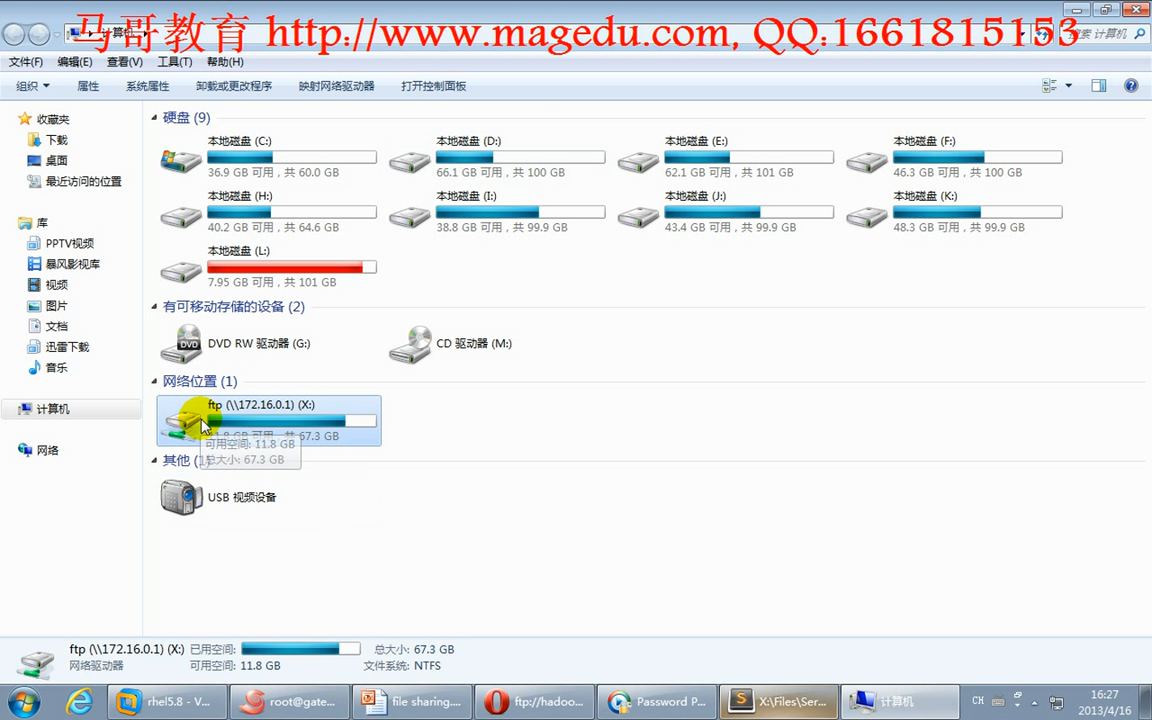 马哥教育 http://www.magedu.com, QQ:1661815153
计算机
搜索 计算机
文件(F) 编辑(E) 查看(V) 工具(T) 帮助(H)
组织 属性 系统属性 卸载或更改程序 映射网络驱动器 打开控制面板
收藏夹
下载
桌面
最近访问的位置
库
PPTV视频
暴风影视库
视频
图片
文档
迅雷下载
音乐
计算机
网络
硬盘 (9)
本地磁盘 (C:)
36.9 GB 可用，共 60.0 GB
本地磁盘 (D:)
66.1 GB 可用，共 100 GB
本地磁盘 (E:)
62.1 GB 可用，共 101 GB
本地磁盘 (F:)
46.3 GB 可用，共 100 GB
本地磁盘 (H:)
40.2 GB 可用，共 64.6 GB
本地磁盘 (I:)
38.8 GB 可用，共 99.9 GB
本地磁盘 (J:)
43.4 GB 可用，共 99.9 GB
本地磁盘 (K:)
48.3 GB 可用，共 99.9 GB
本地磁盘 (L:)
7.95 GB 可用，共 101 GB
有可移动存储的设备 (2)
DVD RW 驱动器 (G:)
CD 驱动器 (M:)
网络位置 (1)
ftp (\\172.16.0.1) (X:)
11.8 GB 可用，共 67.3 GB
可用空间: 11.8 GB
总大小: 67.3 GB
其他 (1)
USB 视频设备
ftp (\\172.16.0.1) (X:) 已用空间: 总大小: 67.3 GB
网络驱动器 可用空间: 11.8 GB 文件系统: NTFS
rhel5.8 - V... root@gate... file sharing.... ftp://hadoo... Password P... X:\Files\Ser... 计算机 CH 16:27
2013/4/16